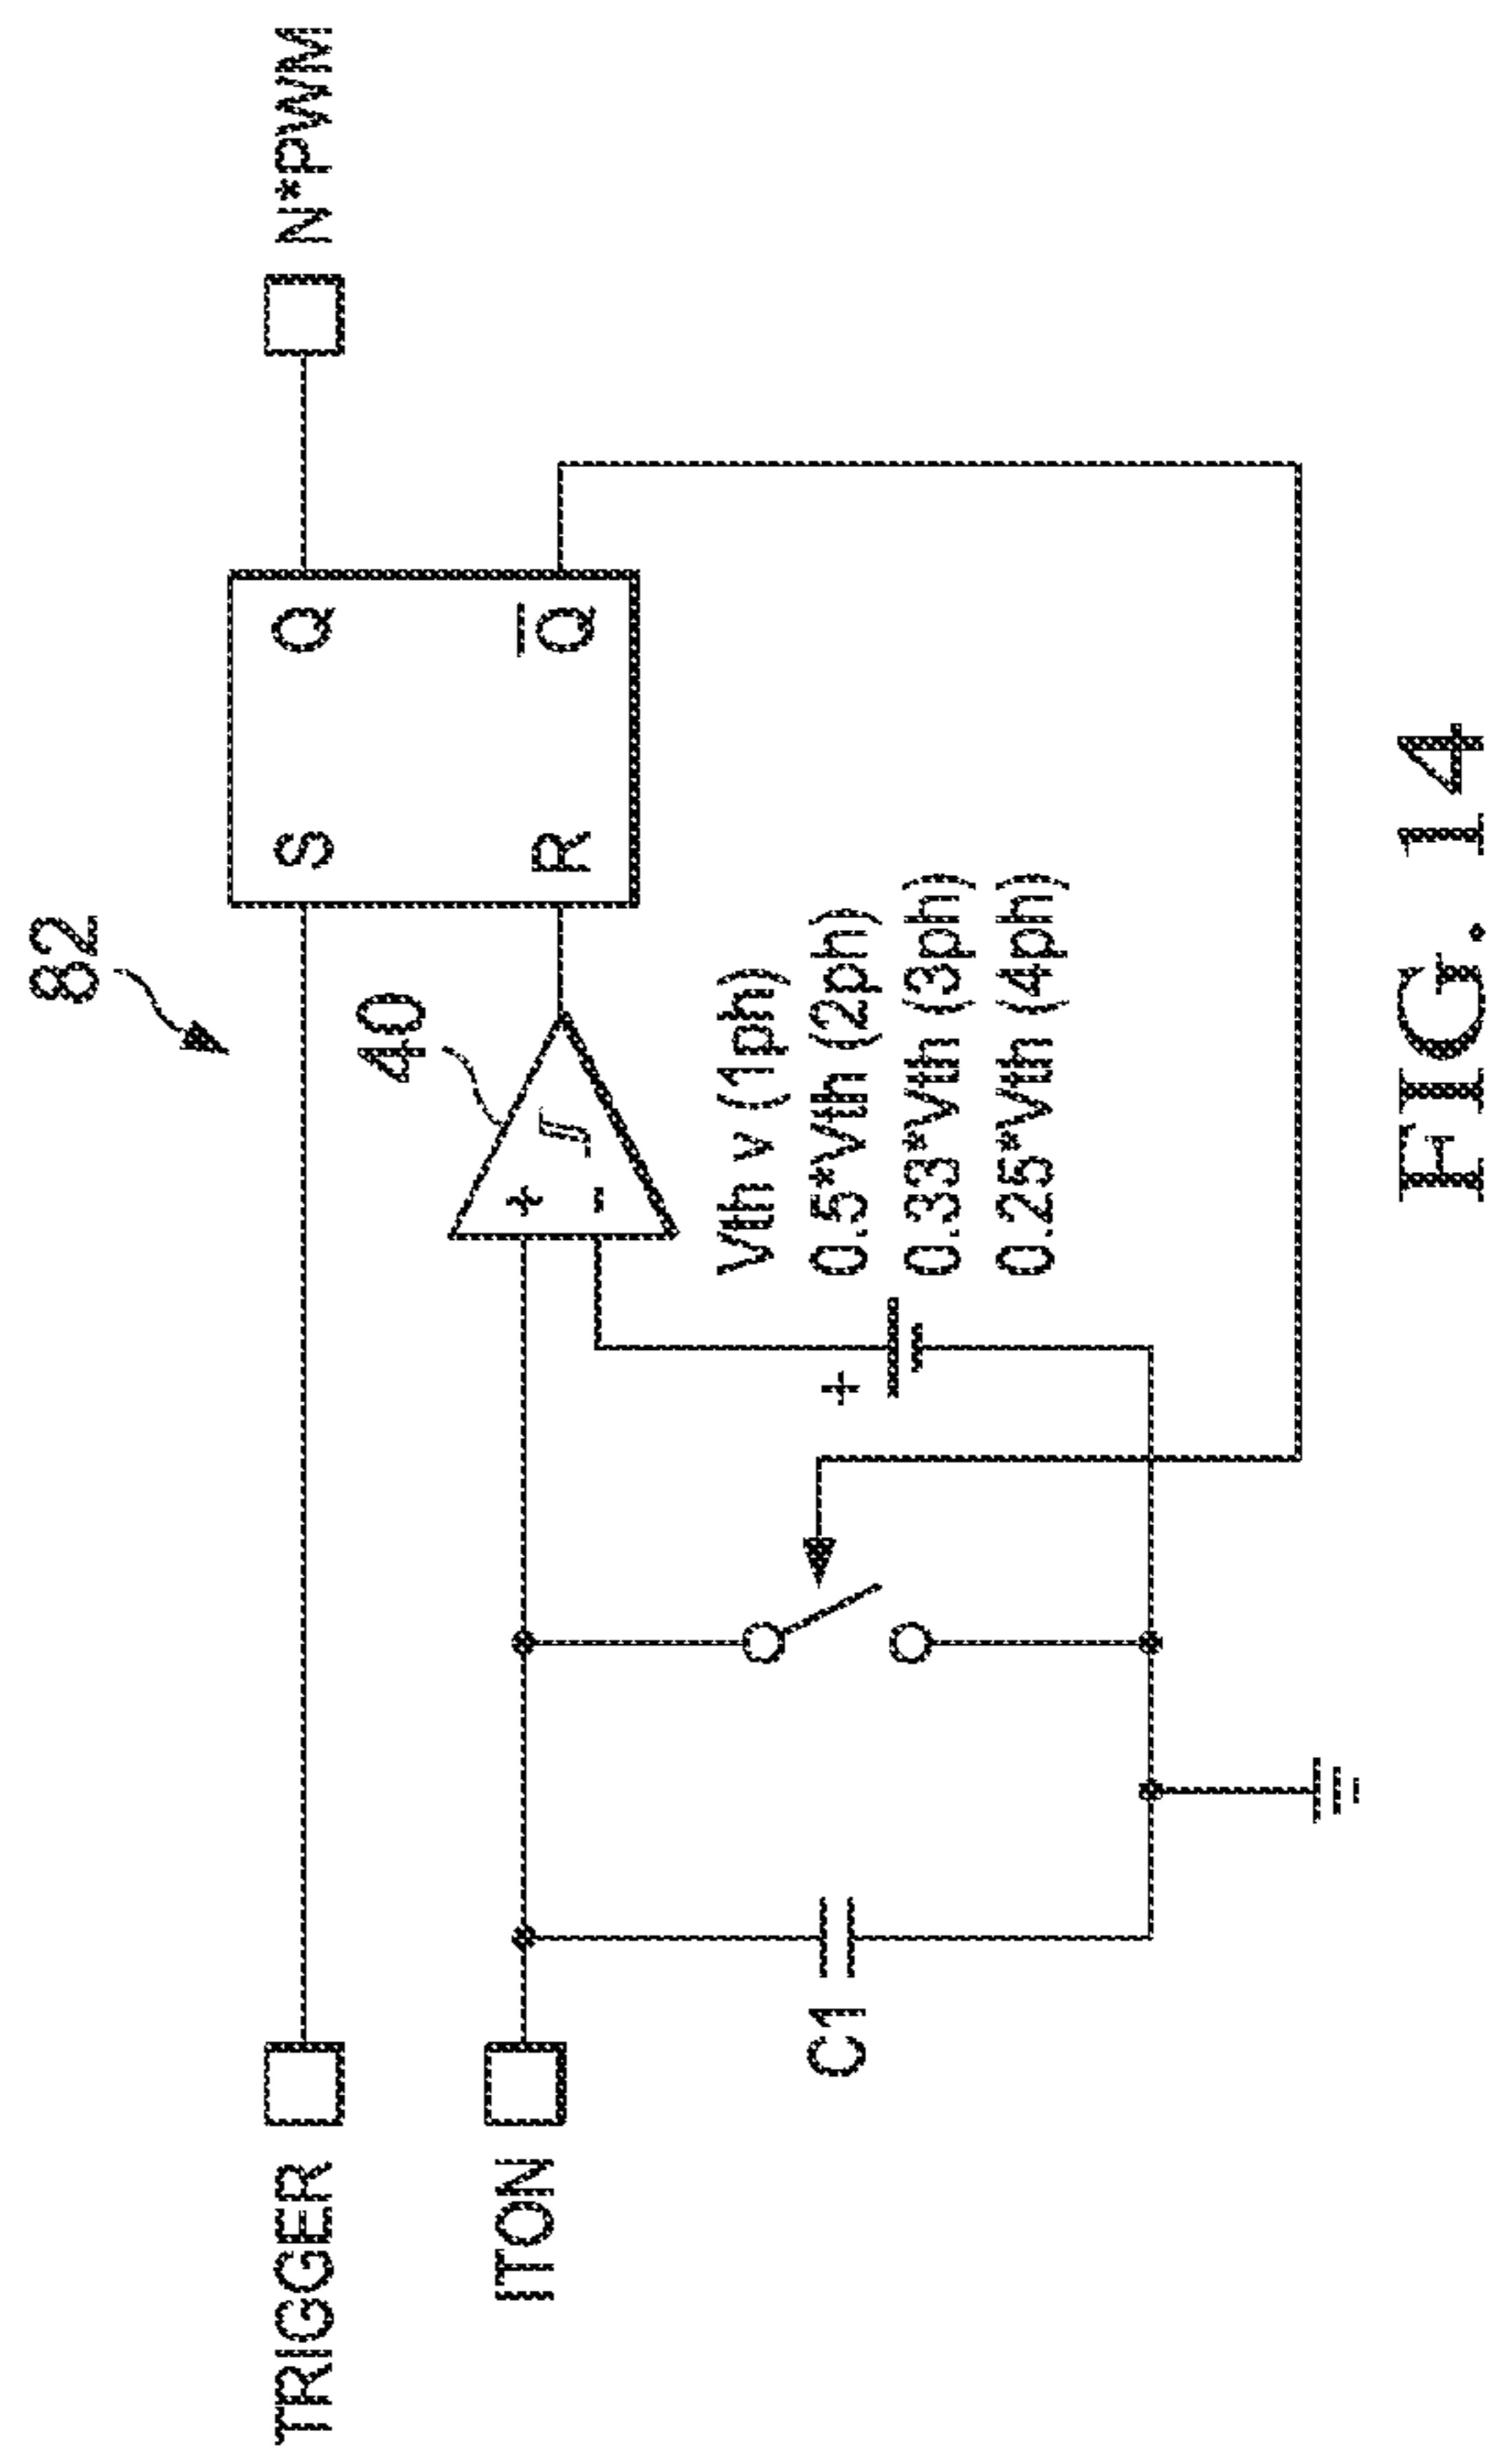 82
TRIGGER
S
Q
N*PWM
40
ITON
+
-
R
Q
+
Vth v (1ph)
0.5*Vth (2ph)
0.33*Vth (3ph)
0.25*Vth (4ph)
C1
FIG. 14